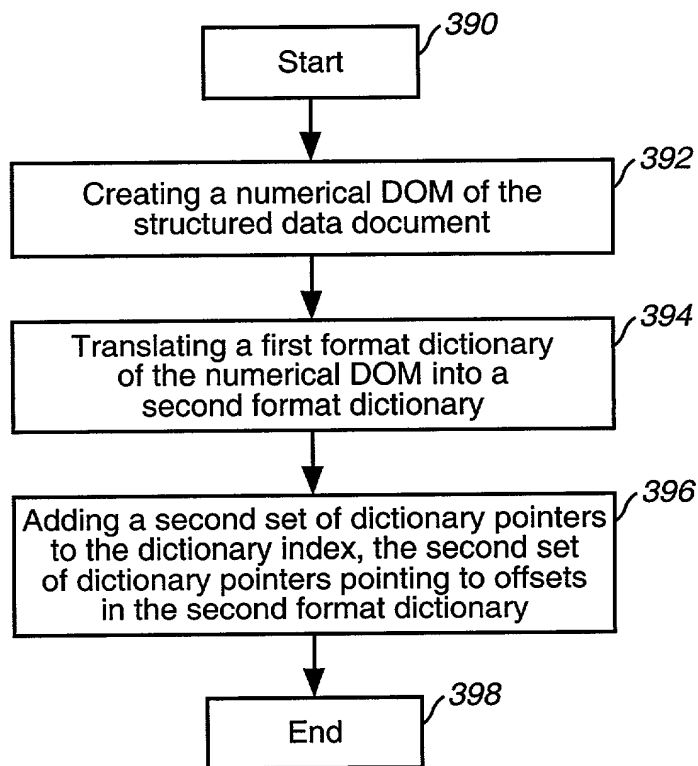 390
Start
392
Creating a numerical DOM of the
structured data document
394
Translating a first format dictionary
of the numerical DOM into a
second format dictionary
396
Adding a second set of dictionary pointers
to the dictionary index, the second set
of dictionary pointers pointing to offsets
in the second format dictionary
398
End